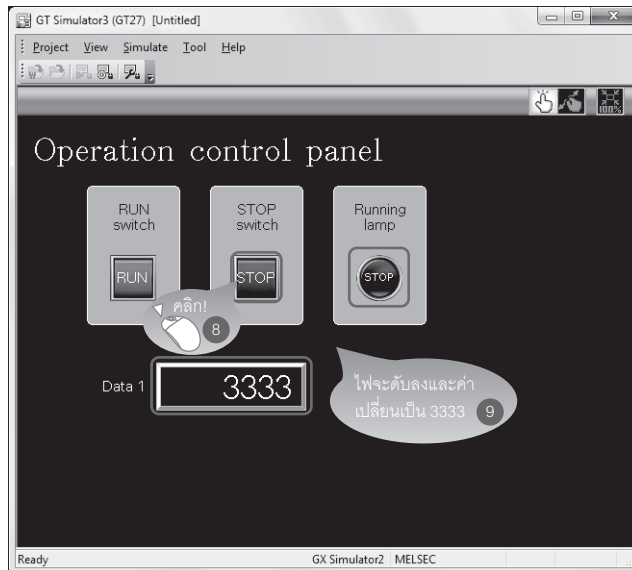 GT Simulator3 (GT27) [Untitled]
Project View Simulate Tool Help
100%
Operation control panel
RUN switch
STOP switch
Running lamp
RUN
STOP
STOP
คลิก!
8
Data 1
3333
ไฟจะดับลงและค่า
เปลี่ยนเป็น 3333 9
Ready GX Simulator2 MELSEC